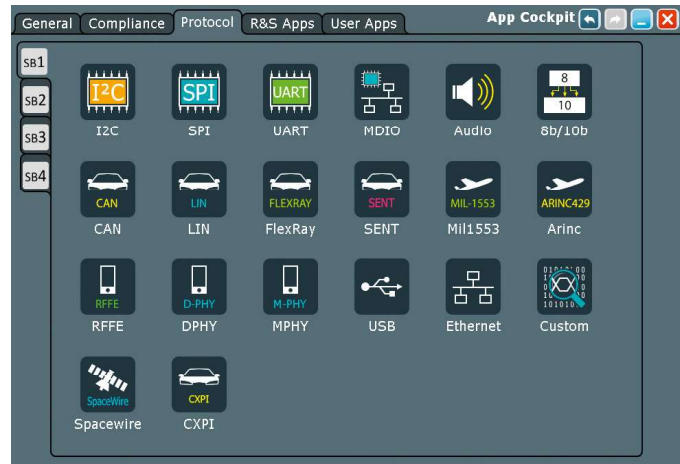 General Compliance Protocol R&S Apps User Apps App Cockpit
SB1
SB2
SB3
SB4
I²C SPI UART 8 10
I2C SPI UART MDIO Audio 8b/10b
CAN LIN FLEXRAY SENT MIL-1553 ARINC429
CAN LIN FlexRay SENT Mil1553 Arinc
RFFE D-PHY M-PHY
RFFE DPHY MPHY USB Ethernet Custom
SpaceWire CXPI
Spacewire CXPI